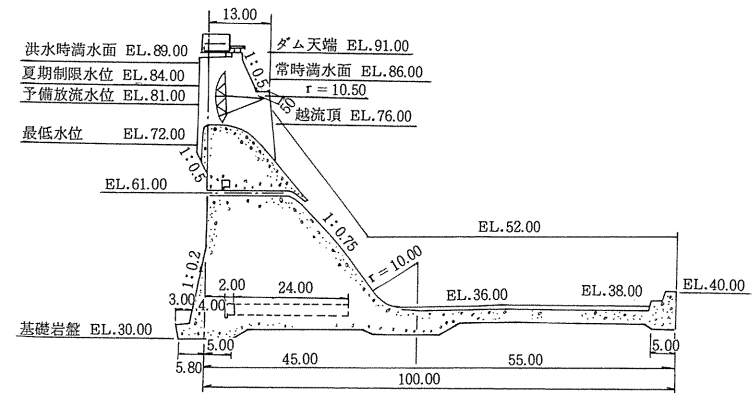 13.00
洪水時満水面 EL.89.00
ダム天端 EL.91.00
夏期制限水位 EL.84.00
1:0.5
常時満水面 EL.86.00
予備放流水位 EL.81.00
r=10.50
越流頂 EL.76.00
最低水位 EL.72.00
1:0.5
EL.61.00
1:0.75
EL.52.00
1:0.2
r=10.00
2.00
24.00
EL.36.00
EL.38.00
EL.40.00
3.00
4.00
基礎岩盤 EL.30.00
5.00
5.00
5.80
45.00
55.00
100.00